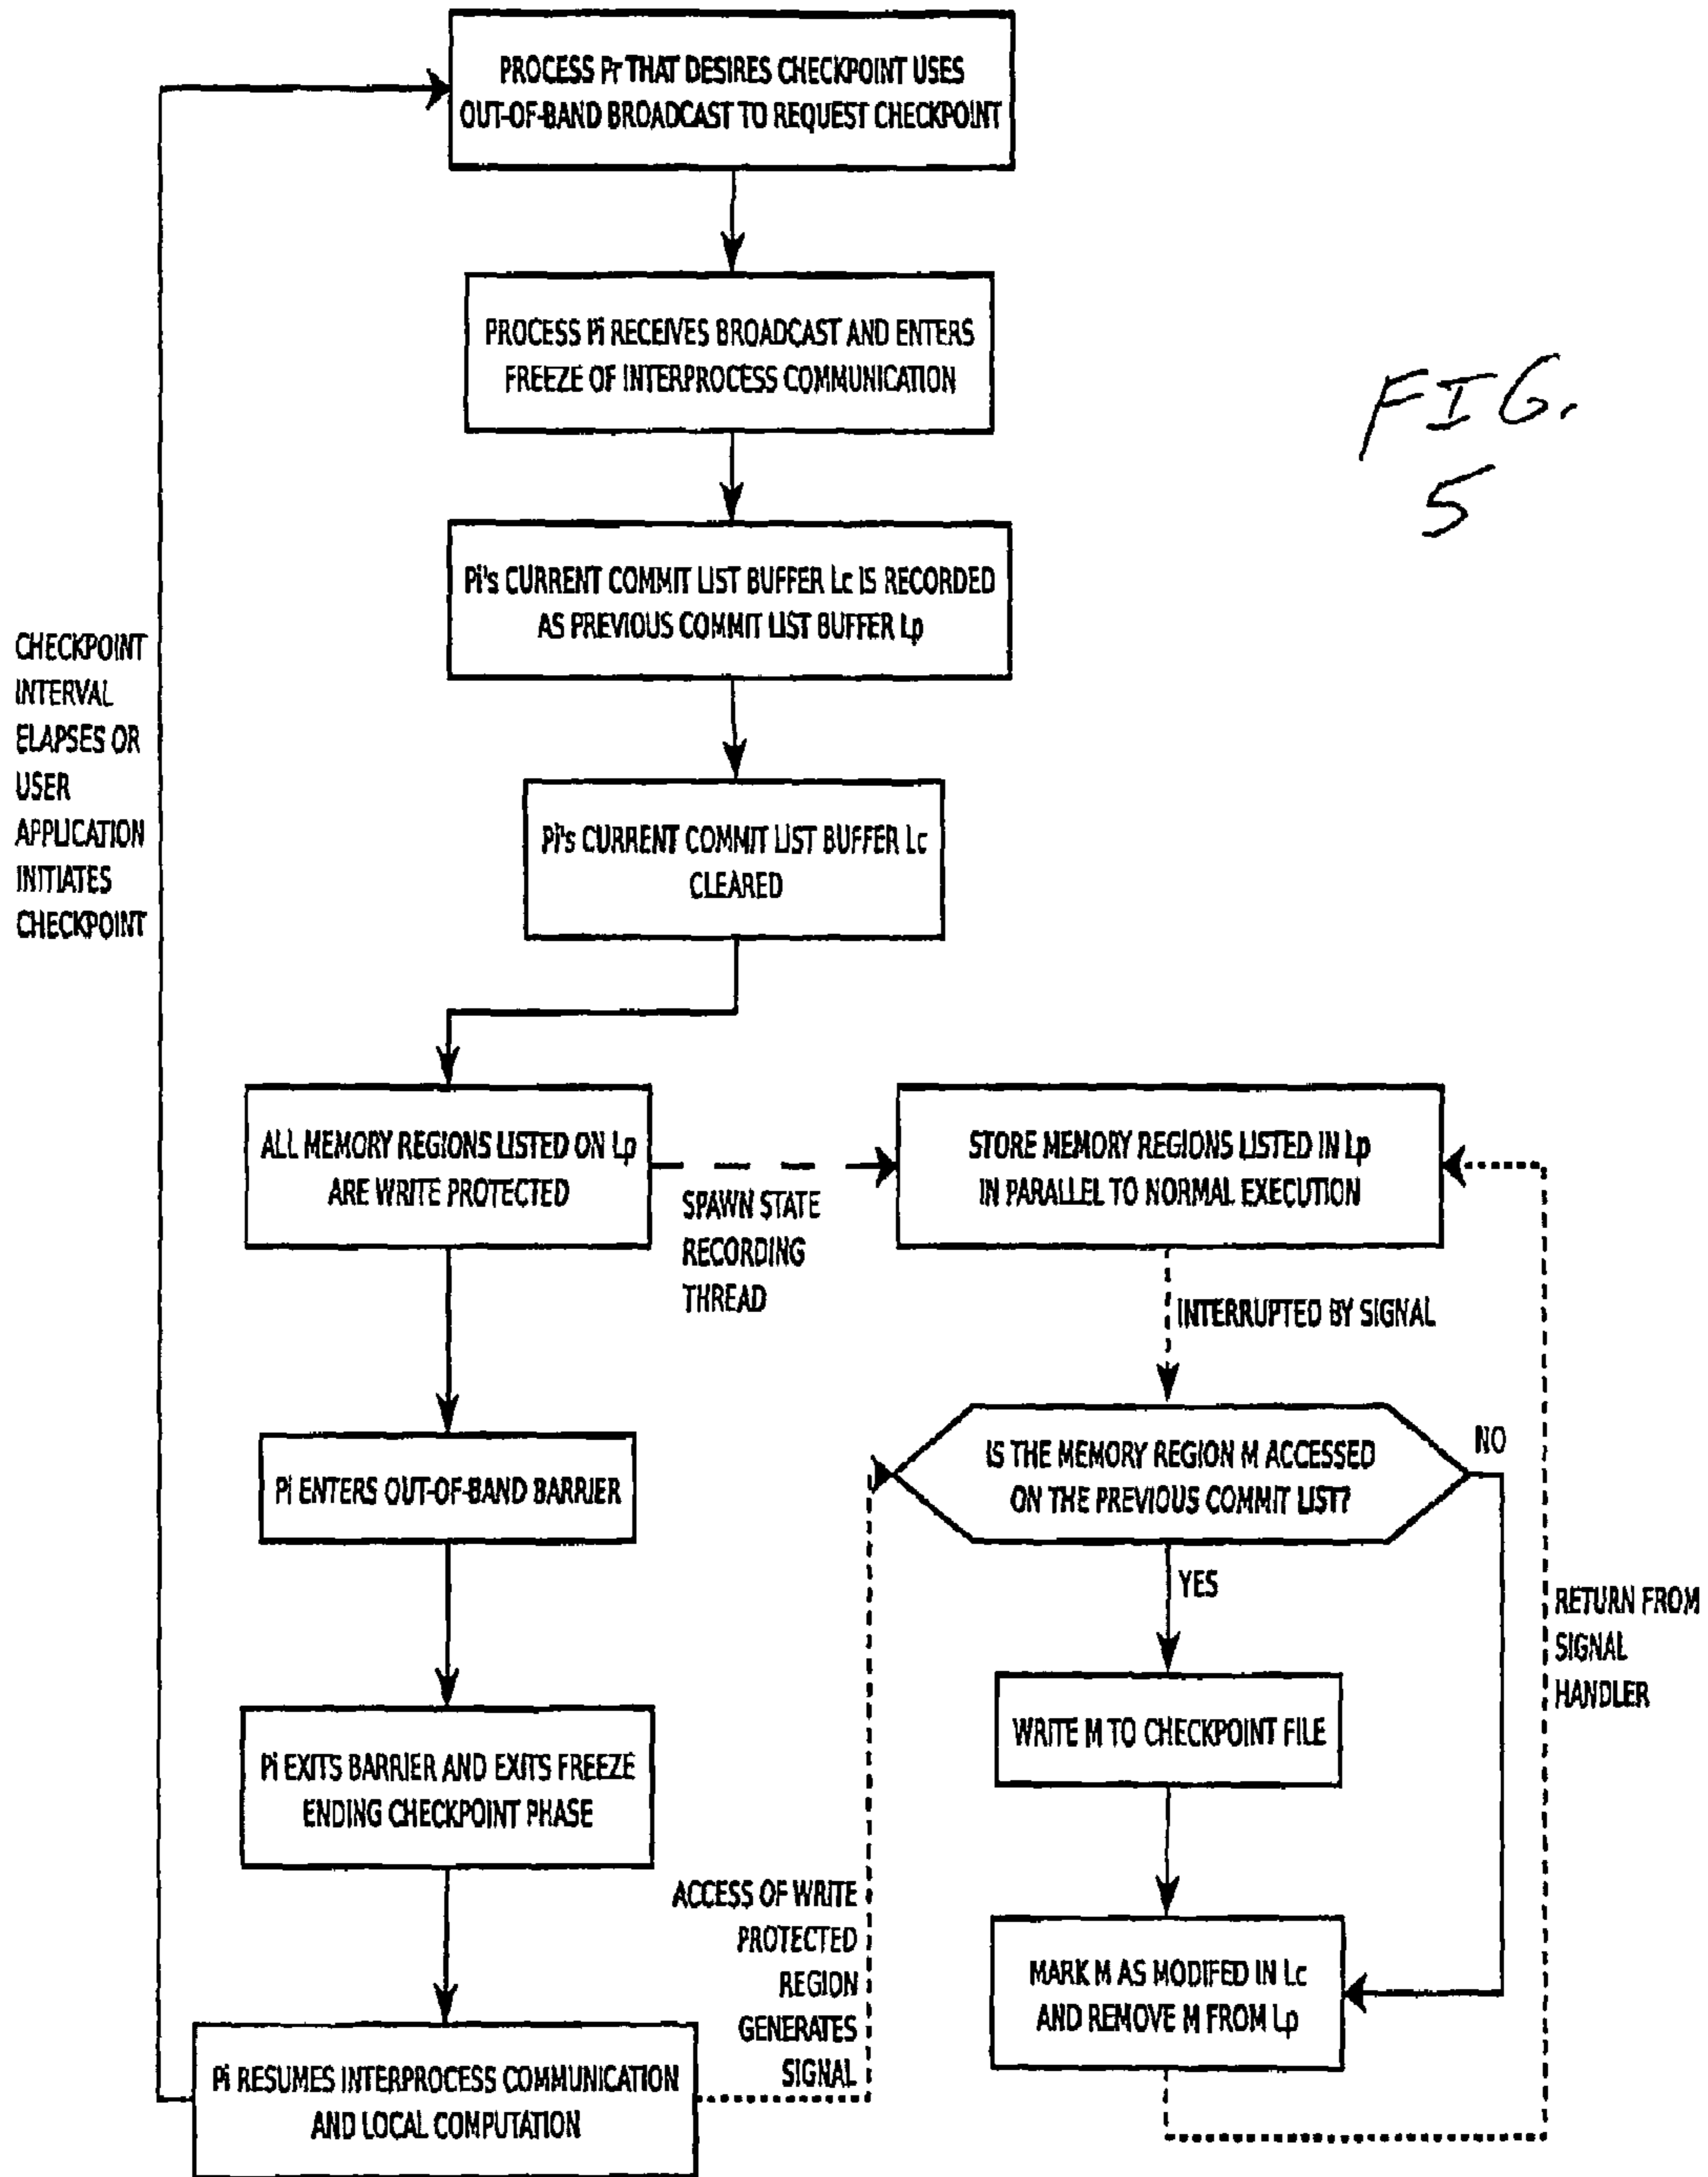 PROCESS Pr THAT DESIRES CHECKPOINT USES
OUT-OF-BAND BROADCAST TO REQUEST CHECKPOINT
PROCESS Pi RECEIVES BROADCAST AND ENTERS
FREEZE OF INTERPROCESS COMMUNICATION
FIG.
5
Pi's CURRENT COMMIT LIST BUFFER Lc IS RECORDED
AS PREVIOUS COMMIT LIST BUFFER Lp
CHECKPOINT
INTERVAL
ELAPSES OR
USER
APPLICATION
INITIATES
CHECKPOINT
Pi's CURRENT COMMIT LIST BUFFER Lc
CLEARED
ALL MEMORY REGIONS LISTED ON Lp
ARE WRITE PROTECTED
SPAWN STATE
RECORDING
THREAD
STORE MEMORY REGIONS LISTED IN Lp
IN PARALLEL TO NORMAL EXECUTION
INTERRUPTED BY SIGNAL
IS THE MEMORY REGION M ACCESSED
ON THE PREVIOUS COMMIT LIST?
NO
YES
Pi ENTERS OUT-OF-BAND BARRIER
RETURN FROM
SIGNAL
HANDLER
WRITE M TO CHECKPOINT FILE
Pi EXITS BARRIER AND EXITS FREEZE
ENDING CHECKPOINT PHASE
ACCESS OF WRITE
PROTECTED
REGION
GENERATES
SIGNAL
MARK M AS MODIFED IN Lc
AND REMOVE M FROM Lp
Pi RESUMES INTERPROCESS COMMUNICATION
AND LOCAL COMPUTATION